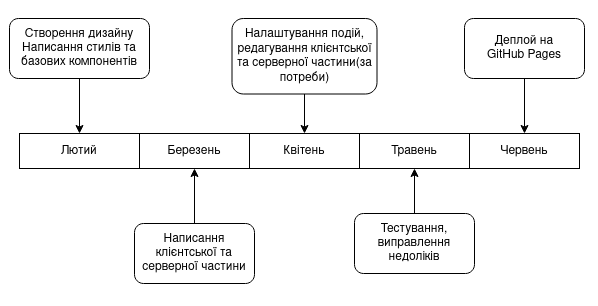 Створення дизайну
Написання стилів та
базових компонентів
Налаштування подій,
редагування клієнтської
та серверної частини(за
потреби)
Деплой на
GitHub Pages
Лютий
Березень
Квітень
Травень
Червень
Написання
клієнтської та
серверної частини
Тестування,
виправлення
недоліків